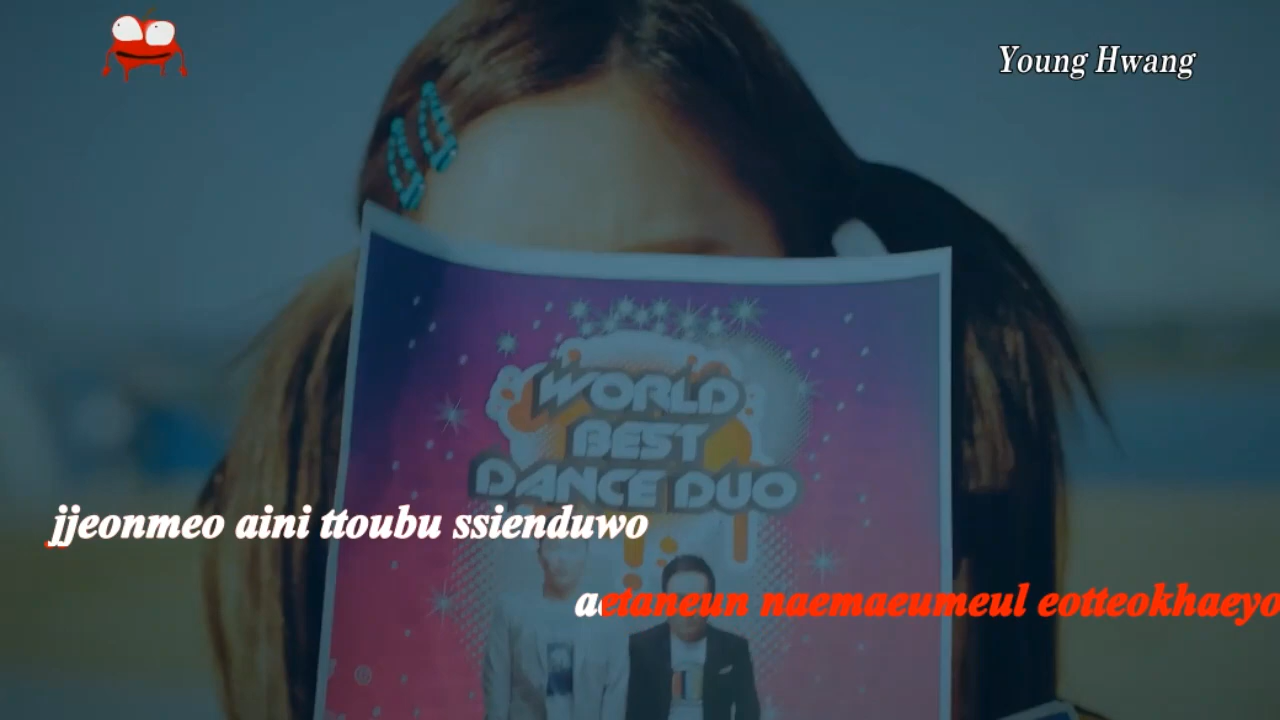 Young Hwang
WORLD
BEST
DANCE DUO
jjeonmeo aini ttoubu ssienduwo
aetaneun naemaeumeul eotteokhaeyo